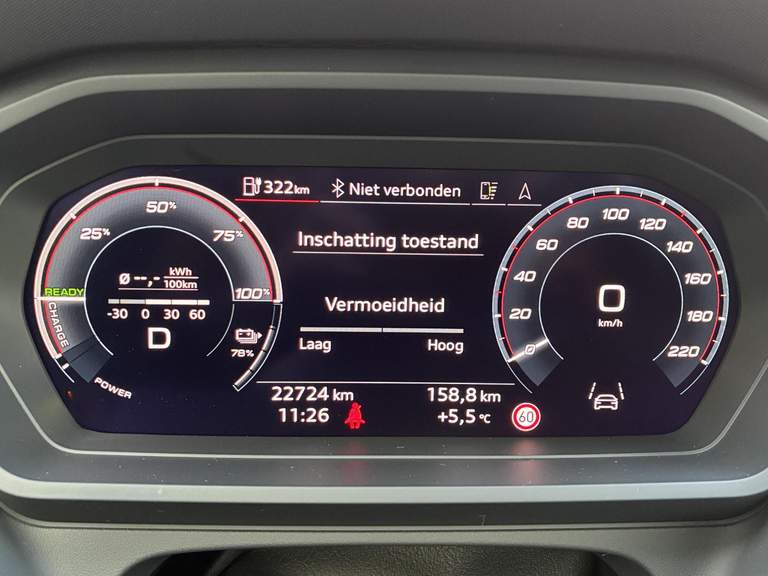 322km
Niet verbonden
50%
25%
75%
READY
100%
CHARGE
POWER
Ø --,- kWh
100km
-30 0 30 60
D
78%
Inschatting toestand
Vermoeidheid
Laag Hoog
22724 km
158,8 km
11:26
+5,5 °C
60
0
20
40
60
80
100
120
140
160
180
220
0
km/h